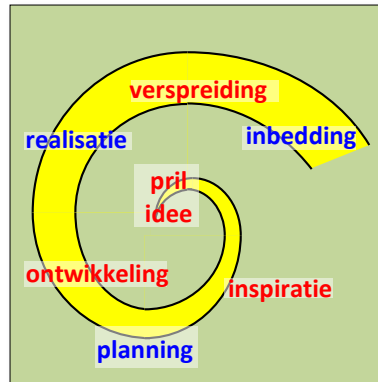 verspreiding
realisatie
inbedding
pril
idee
ontwikkeling
inspiratie
planning